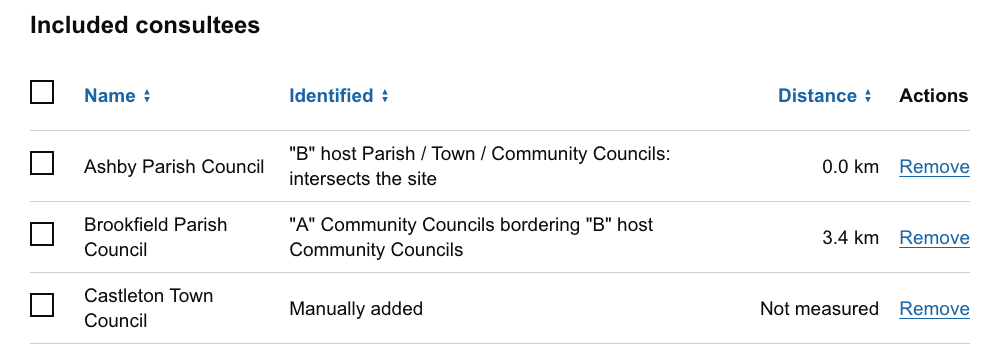 Included consultees
Name Identified Distance Actions
Ashby Parish Council "B" host Parish / Town / Community Councils: intersects the site 0.0 km Remove
Brookfield Parish Council "A" Community Councils bordering "B" host Community Councils 3.4 km Remove
Castleton Town Council Manually added Not measured Remove